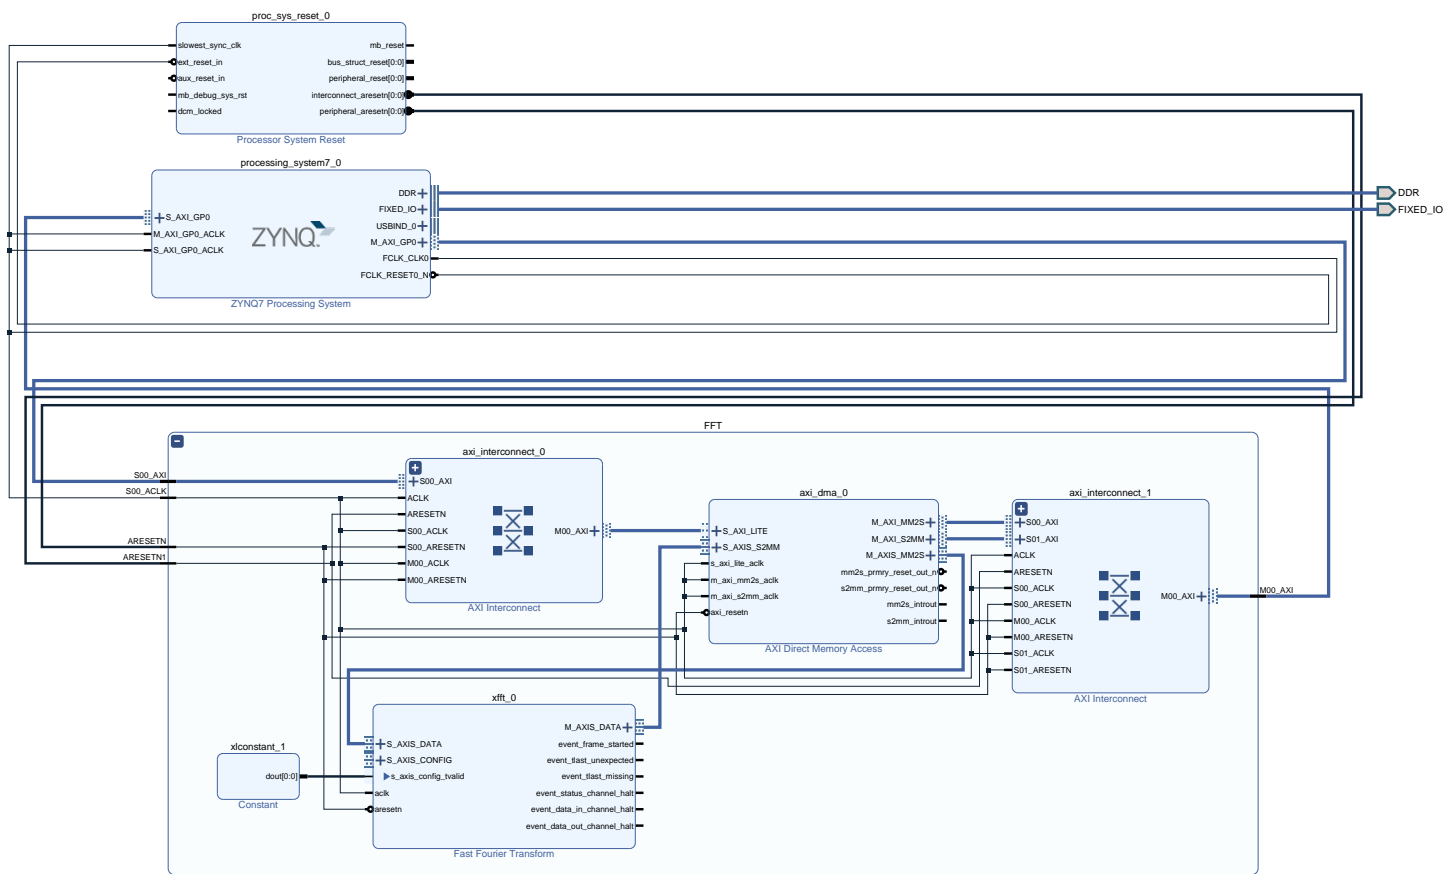 proc_sys_reset_0
slowest_sync_clk
ext_reset_in
aux_reset_in
mb_debug_sys_rst
dcm_locked
mb_reset
bus_struct_reset[0:0]
peripheral_reset[0:0]
interconnect_aresetn[0:0]
peripheral_aresetn[0:0]
Processor System Reset
processing_system7_0
S_AXI_GP0
M_AXI_GP0_ACLK
S_AXI_GP0_ACLK
ZYNQ
DDR
FIXED_IO
USBIND_0
M_AXI_GP0
FCLK_CLK0
FCLK_RESET0_N
ZYNQ7 Processing System
DDR
FIXED_IO
FFT
S00_AXI
S00_ACLK
ARESETN
ARESETN1
axi_interconnect_0
S00_AXI
ACLK
ARESETN
S00_ACLK
S00_ARESETN
M00_ACLK
M00_ARESETN
M00_AXI
AXI Interconnect
axi_dma_0
S_AXI_LITE
S_AXIS_S2MM
s_axi_lite_aclk
m_axi_mm2s_aclk
m_axi_s2mm_aclk
axi_resetn
M_AXI_MM2S
M_AXI_S2MM
M_AXIS_MM2S
mm2s_prmry_reset_out_n
s2mm_prmry_reset_out_n
mm2s_introut
s2mm_introut
AXI Direct Memory Access
axi_interconnect_1
S00_AXI
S01_AXI
ACLK
ARESETN
S00_ACLK
S00_ARESETN
M00_ACLK
M00_ARESETN
S01_ACLK
S01_ARESETN
M00_AXI
AXI Interconnect
M00_AXI
xlconstant_1
dout[0:0]
Constant
xfft_0
S_AXIS_DATA
S_AXIS_CONFIG
s_axis_config_tvalid
aclk
aresetn
M_AXIS_DATA
event_frame_started
event_tlast_unexpected
event_tlast_missing
event_status_channel_halt
event_data_in_channel_halt
event_data_out_channel_halt
Fast Fourier Transform